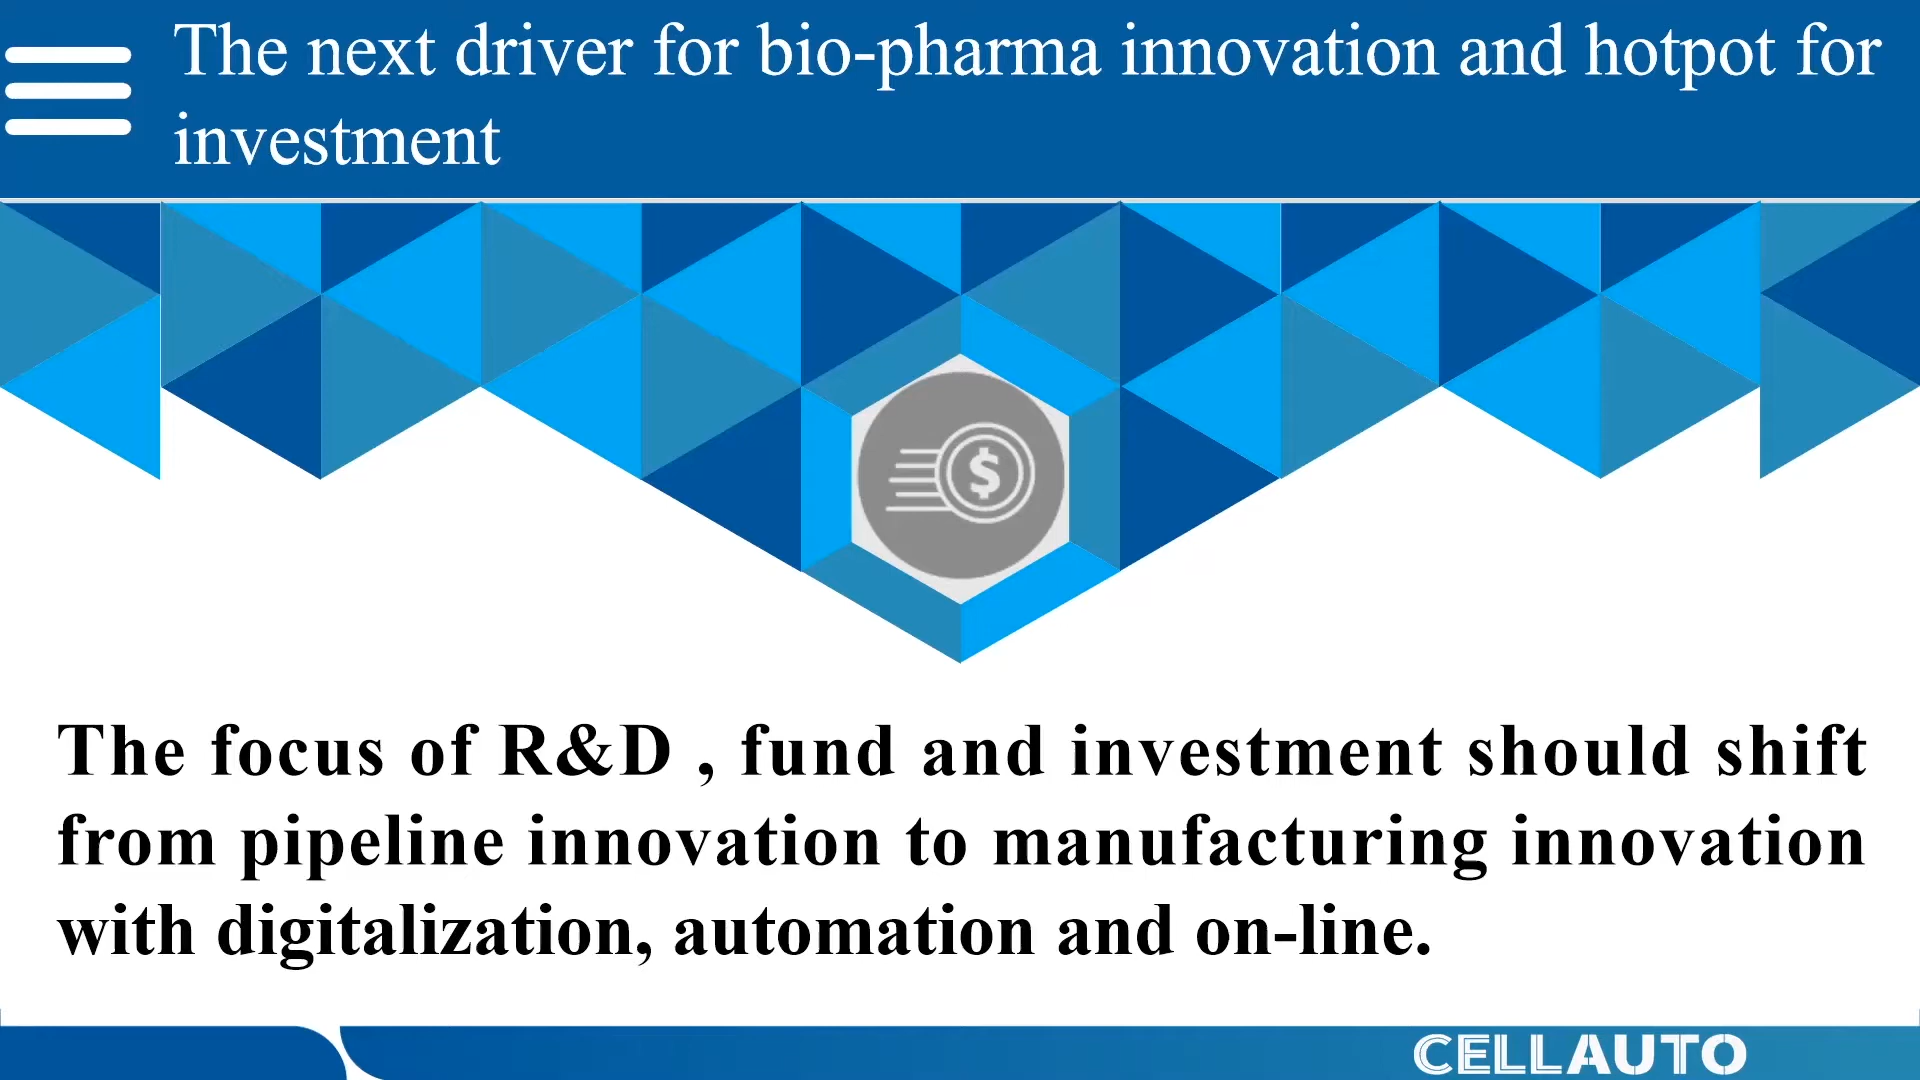 The next driver for bio-pharma innovation and hotpot for
investment
$
The focus of R&D , fund and investment should shift
from pipeline innovation to manufacturing innovation
with digitalization, automation and on-line.
CELLAUTO